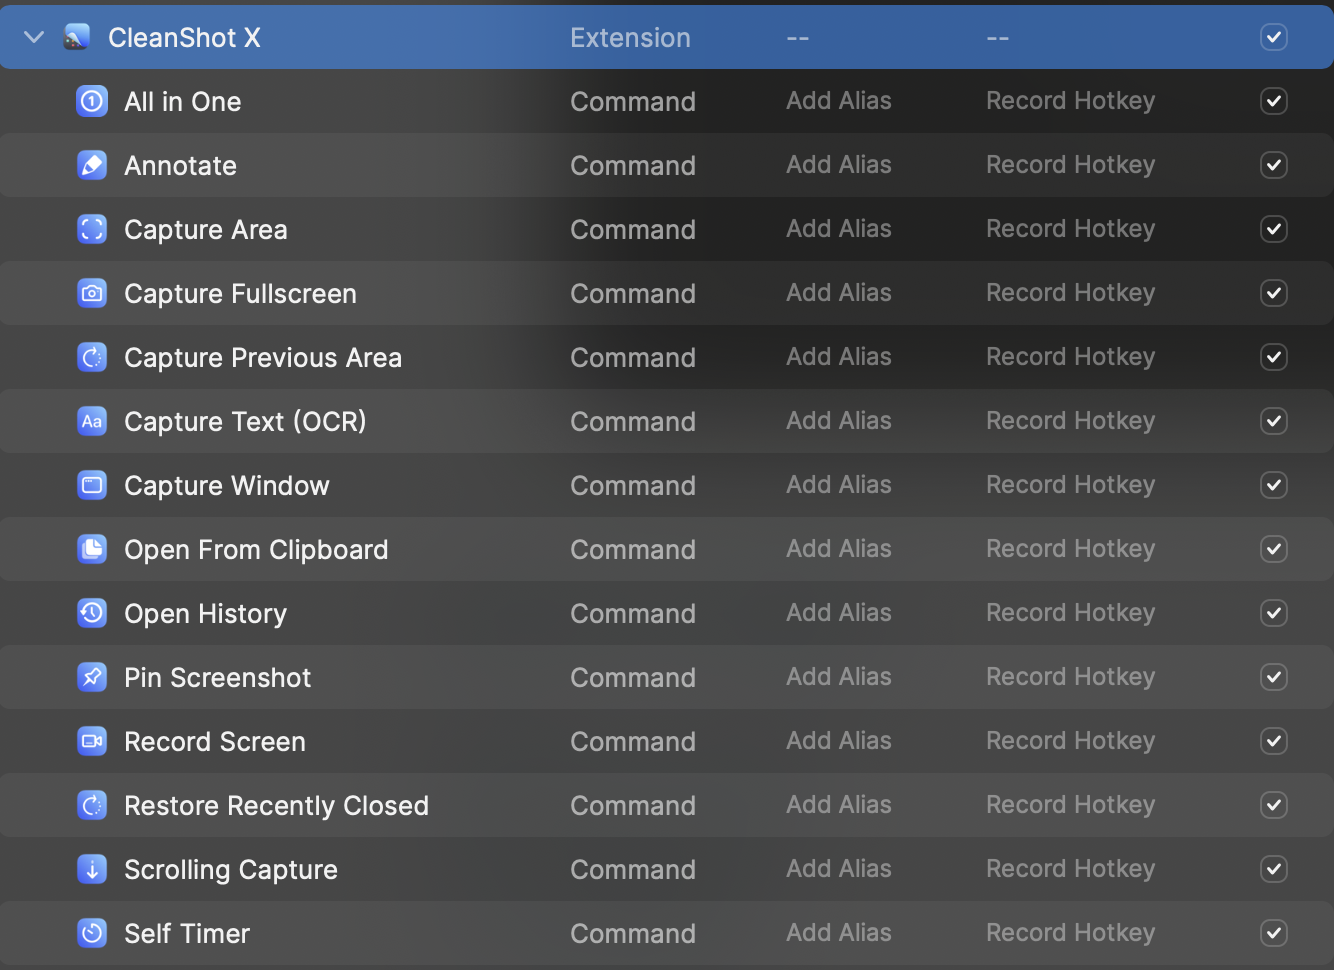 CleanShot X Extension -- --
All in One Command Add Alias Record Hotkey
Annotate Command Add Alias Record Hotkey
Capture Area Command Add Alias Record Hotkey
Capture Fullscreen Command Add Alias Record Hotkey
Capture Previous Area Command Add Alias Record Hotkey
Aa Capture Text (OCR) Command Add Alias Record Hotkey
Capture Window Command Add Alias Record Hotkey
Open From Clipboard Command Add Alias Record Hotkey
Open History Command Add Alias Record Hotkey
Pin Screenshot Command Add Alias Record Hotkey
Record Screen Command Add Alias Record Hotkey
Restore Recently Closed Command Add Alias Record Hotkey
Scrolling Capture Command Add Alias Record Hotkey
Self Timer Command Add Alias Record Hotkey